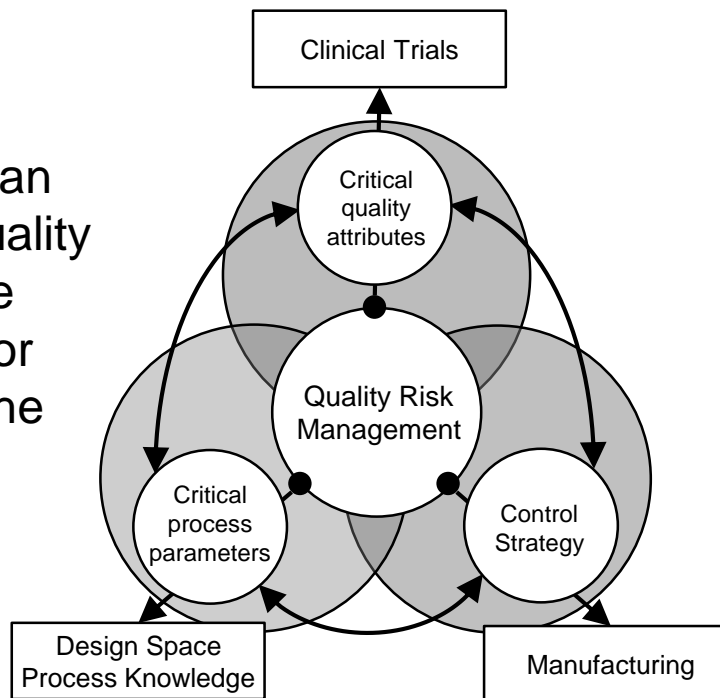 Clinical Trials
an
uality
e
or
ne
Critical
quality
attributes
Quality Risk
Management
Critical
process
parameters
Control
Strategy
Design Space
Process Knowledge
Manufacturing